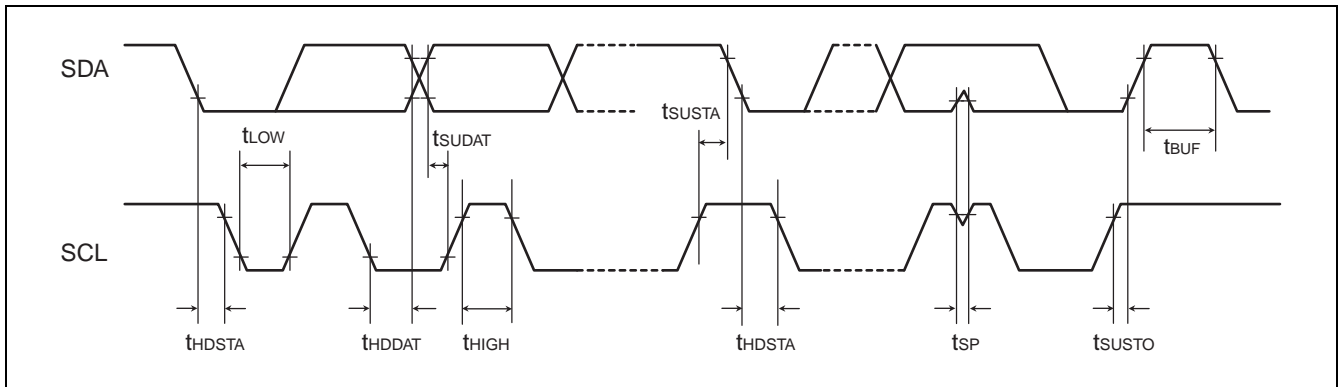 SDA
tSUSTA
tLOW
tSUDAT
tBUF
SCL
tHDSTA
tHDDAT
tHIGH
tHDSTA
tSP
tSUSTO